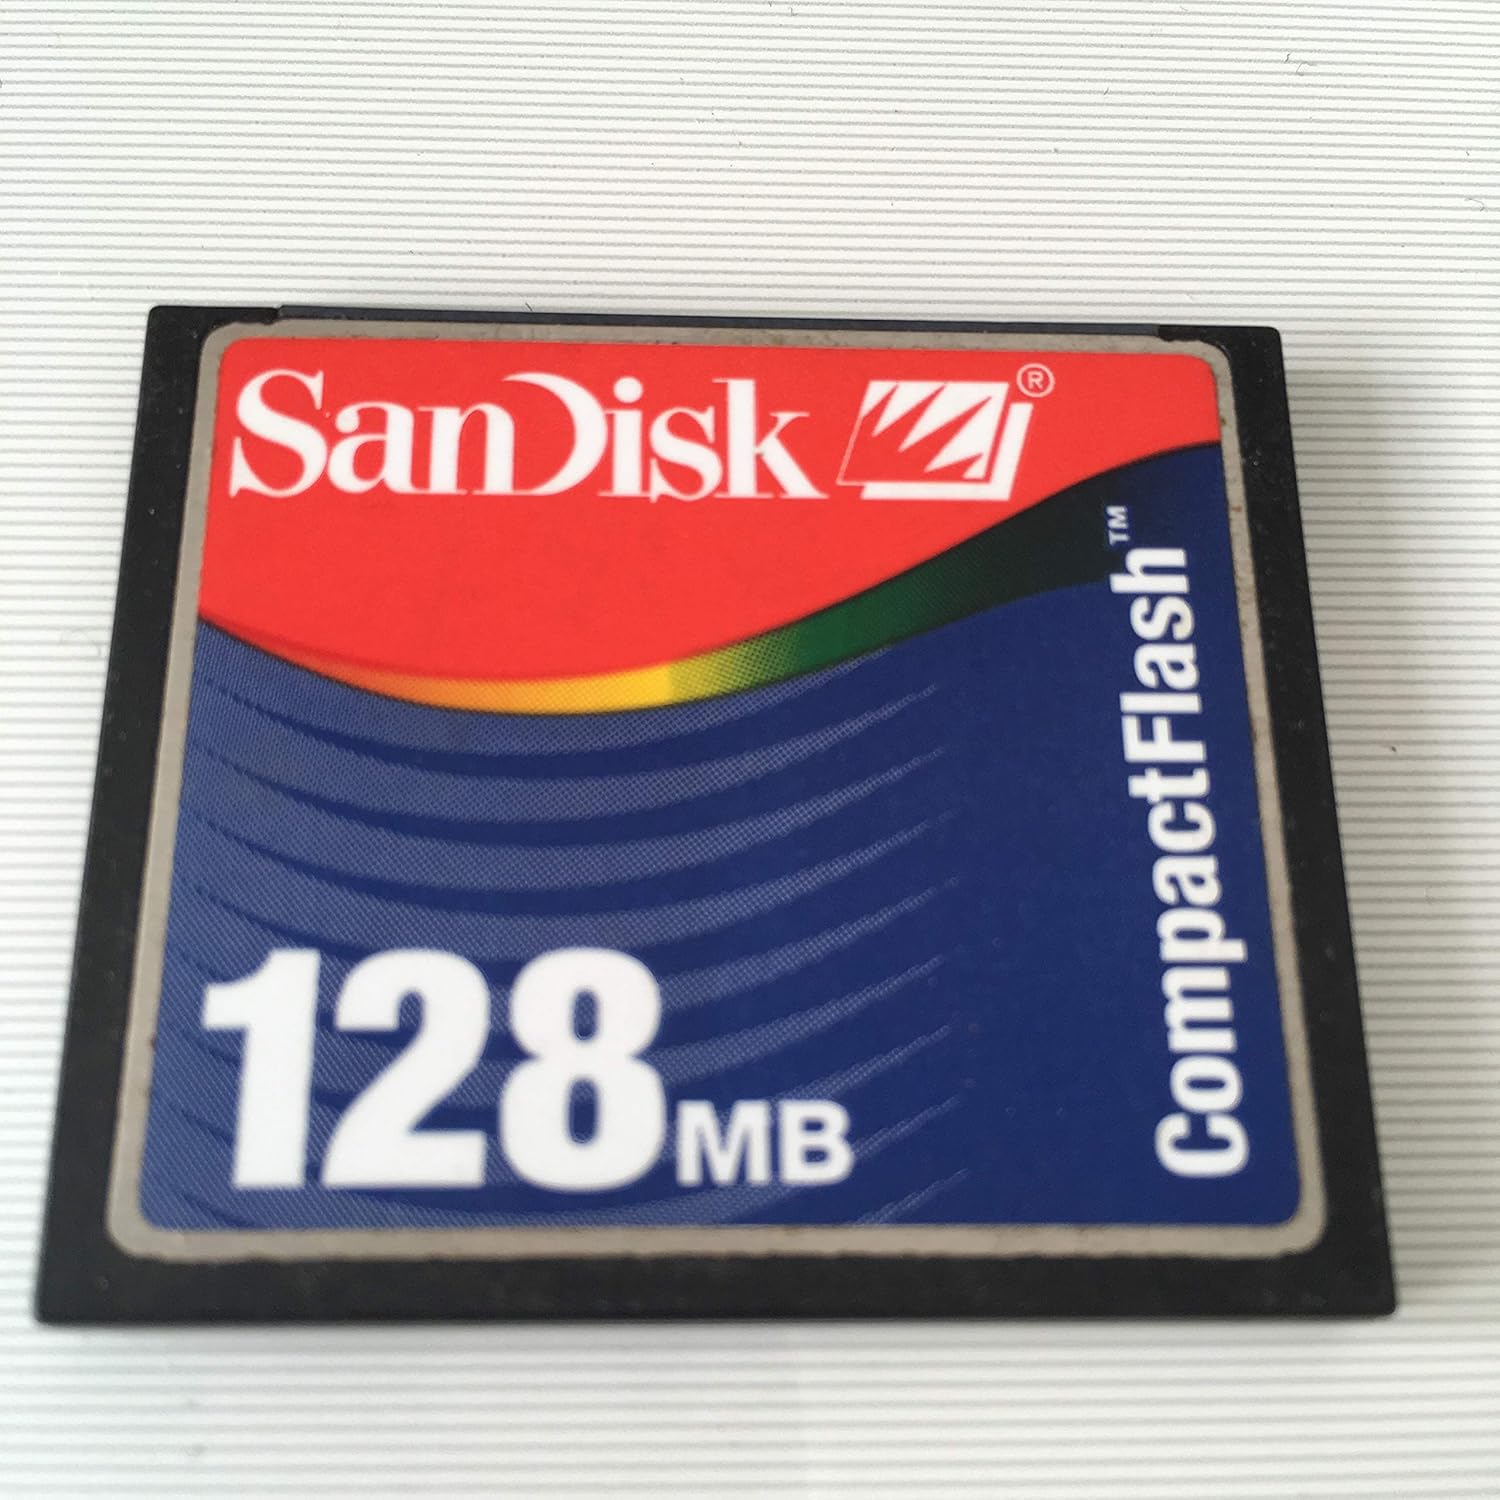 SanDisk ®
CompactFlash™
128MB